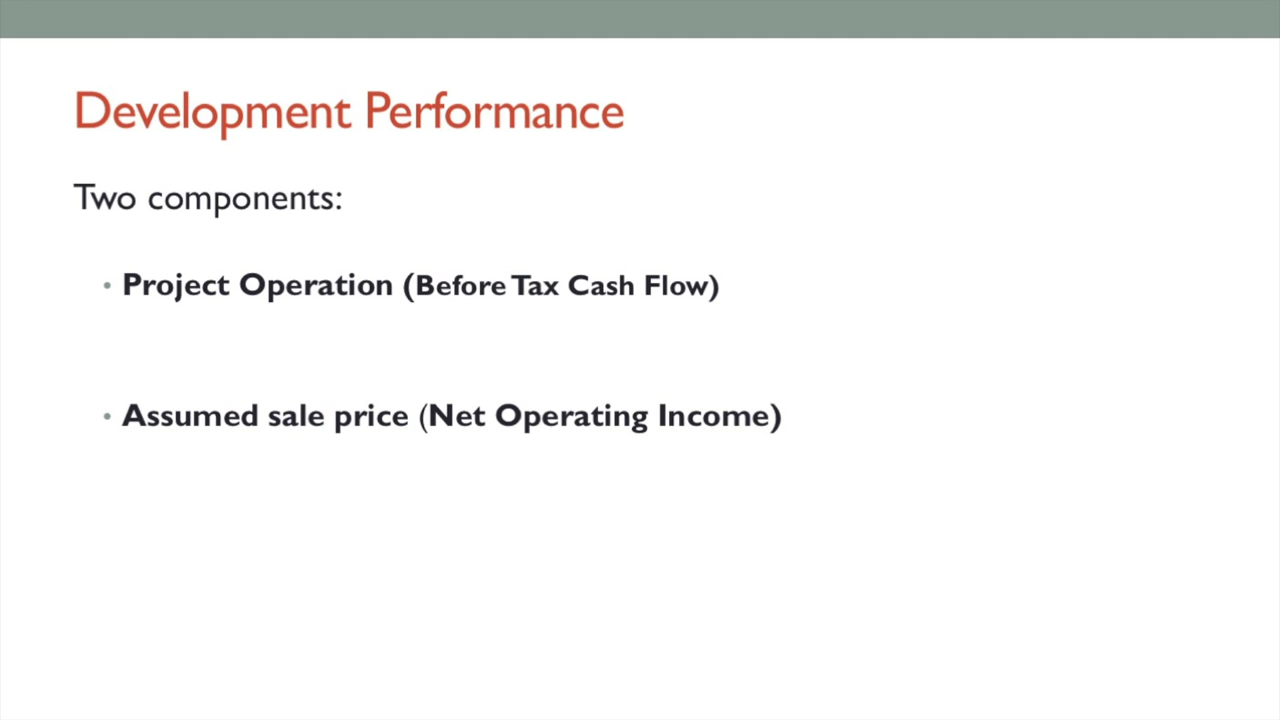 Development Performance
Two components:
• Project Operation (Before Tax Cash Flow)
• Assumed sale price (Net Operating Income)